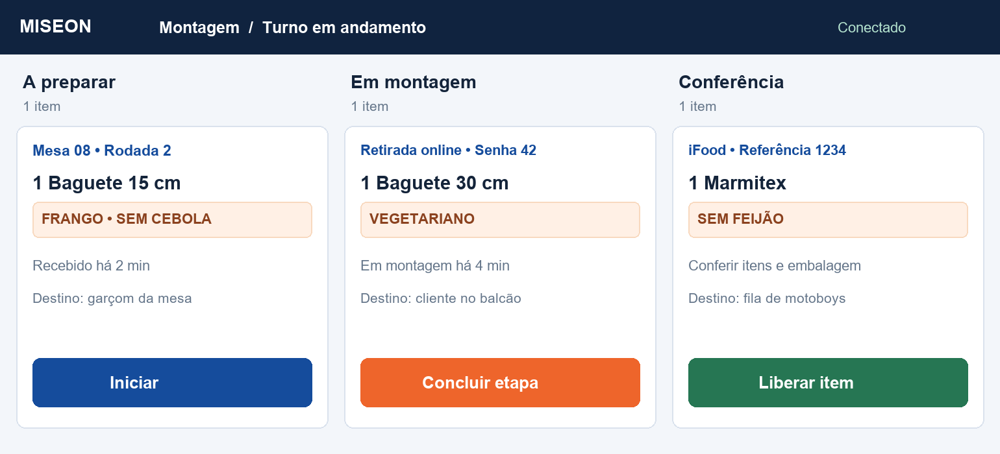 MISEON
Montagem / Turno em andamento
Conectado
A preparar
1 item
Mesa 08 • Rodada 2
1 Baguete 15 cm
FRANGO • SEM CEBOLA
Recebido há 2 min
Destino: garçom da mesa
Iniciar
Em montagem
1 item
Retirada online • Senha 42
1 Baguete 30 cm
VEGETARIANO
Em montagem há 4 min
Destino: cliente no balcão
Concluir etapa
Conferência
1 item
iFood • Referência 1234
1 Marmitex
SEM FEIJÃO
Conferir itens e embalagem
Destino: fila de motoboys
Liberar item